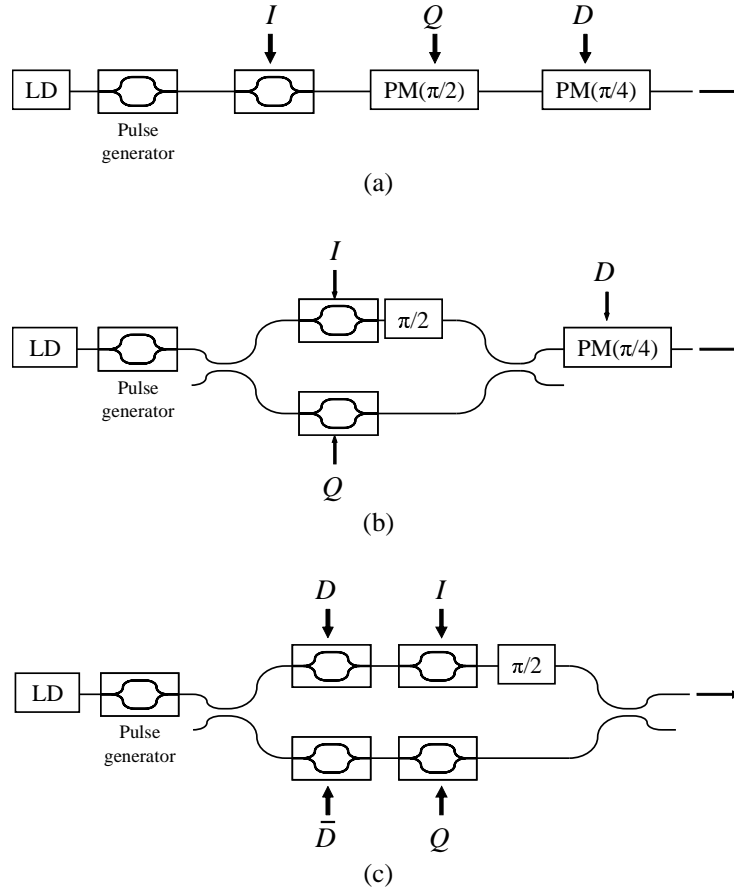 I Q D
LD PM(π/2) PM(π/4)
Pulse
generator
(a)
I
D
LD π/2 PM(π/4)
Pulse
generator
Q
(b)
D I
LD π/2
Pulse
generator
D̅ Q
(c)